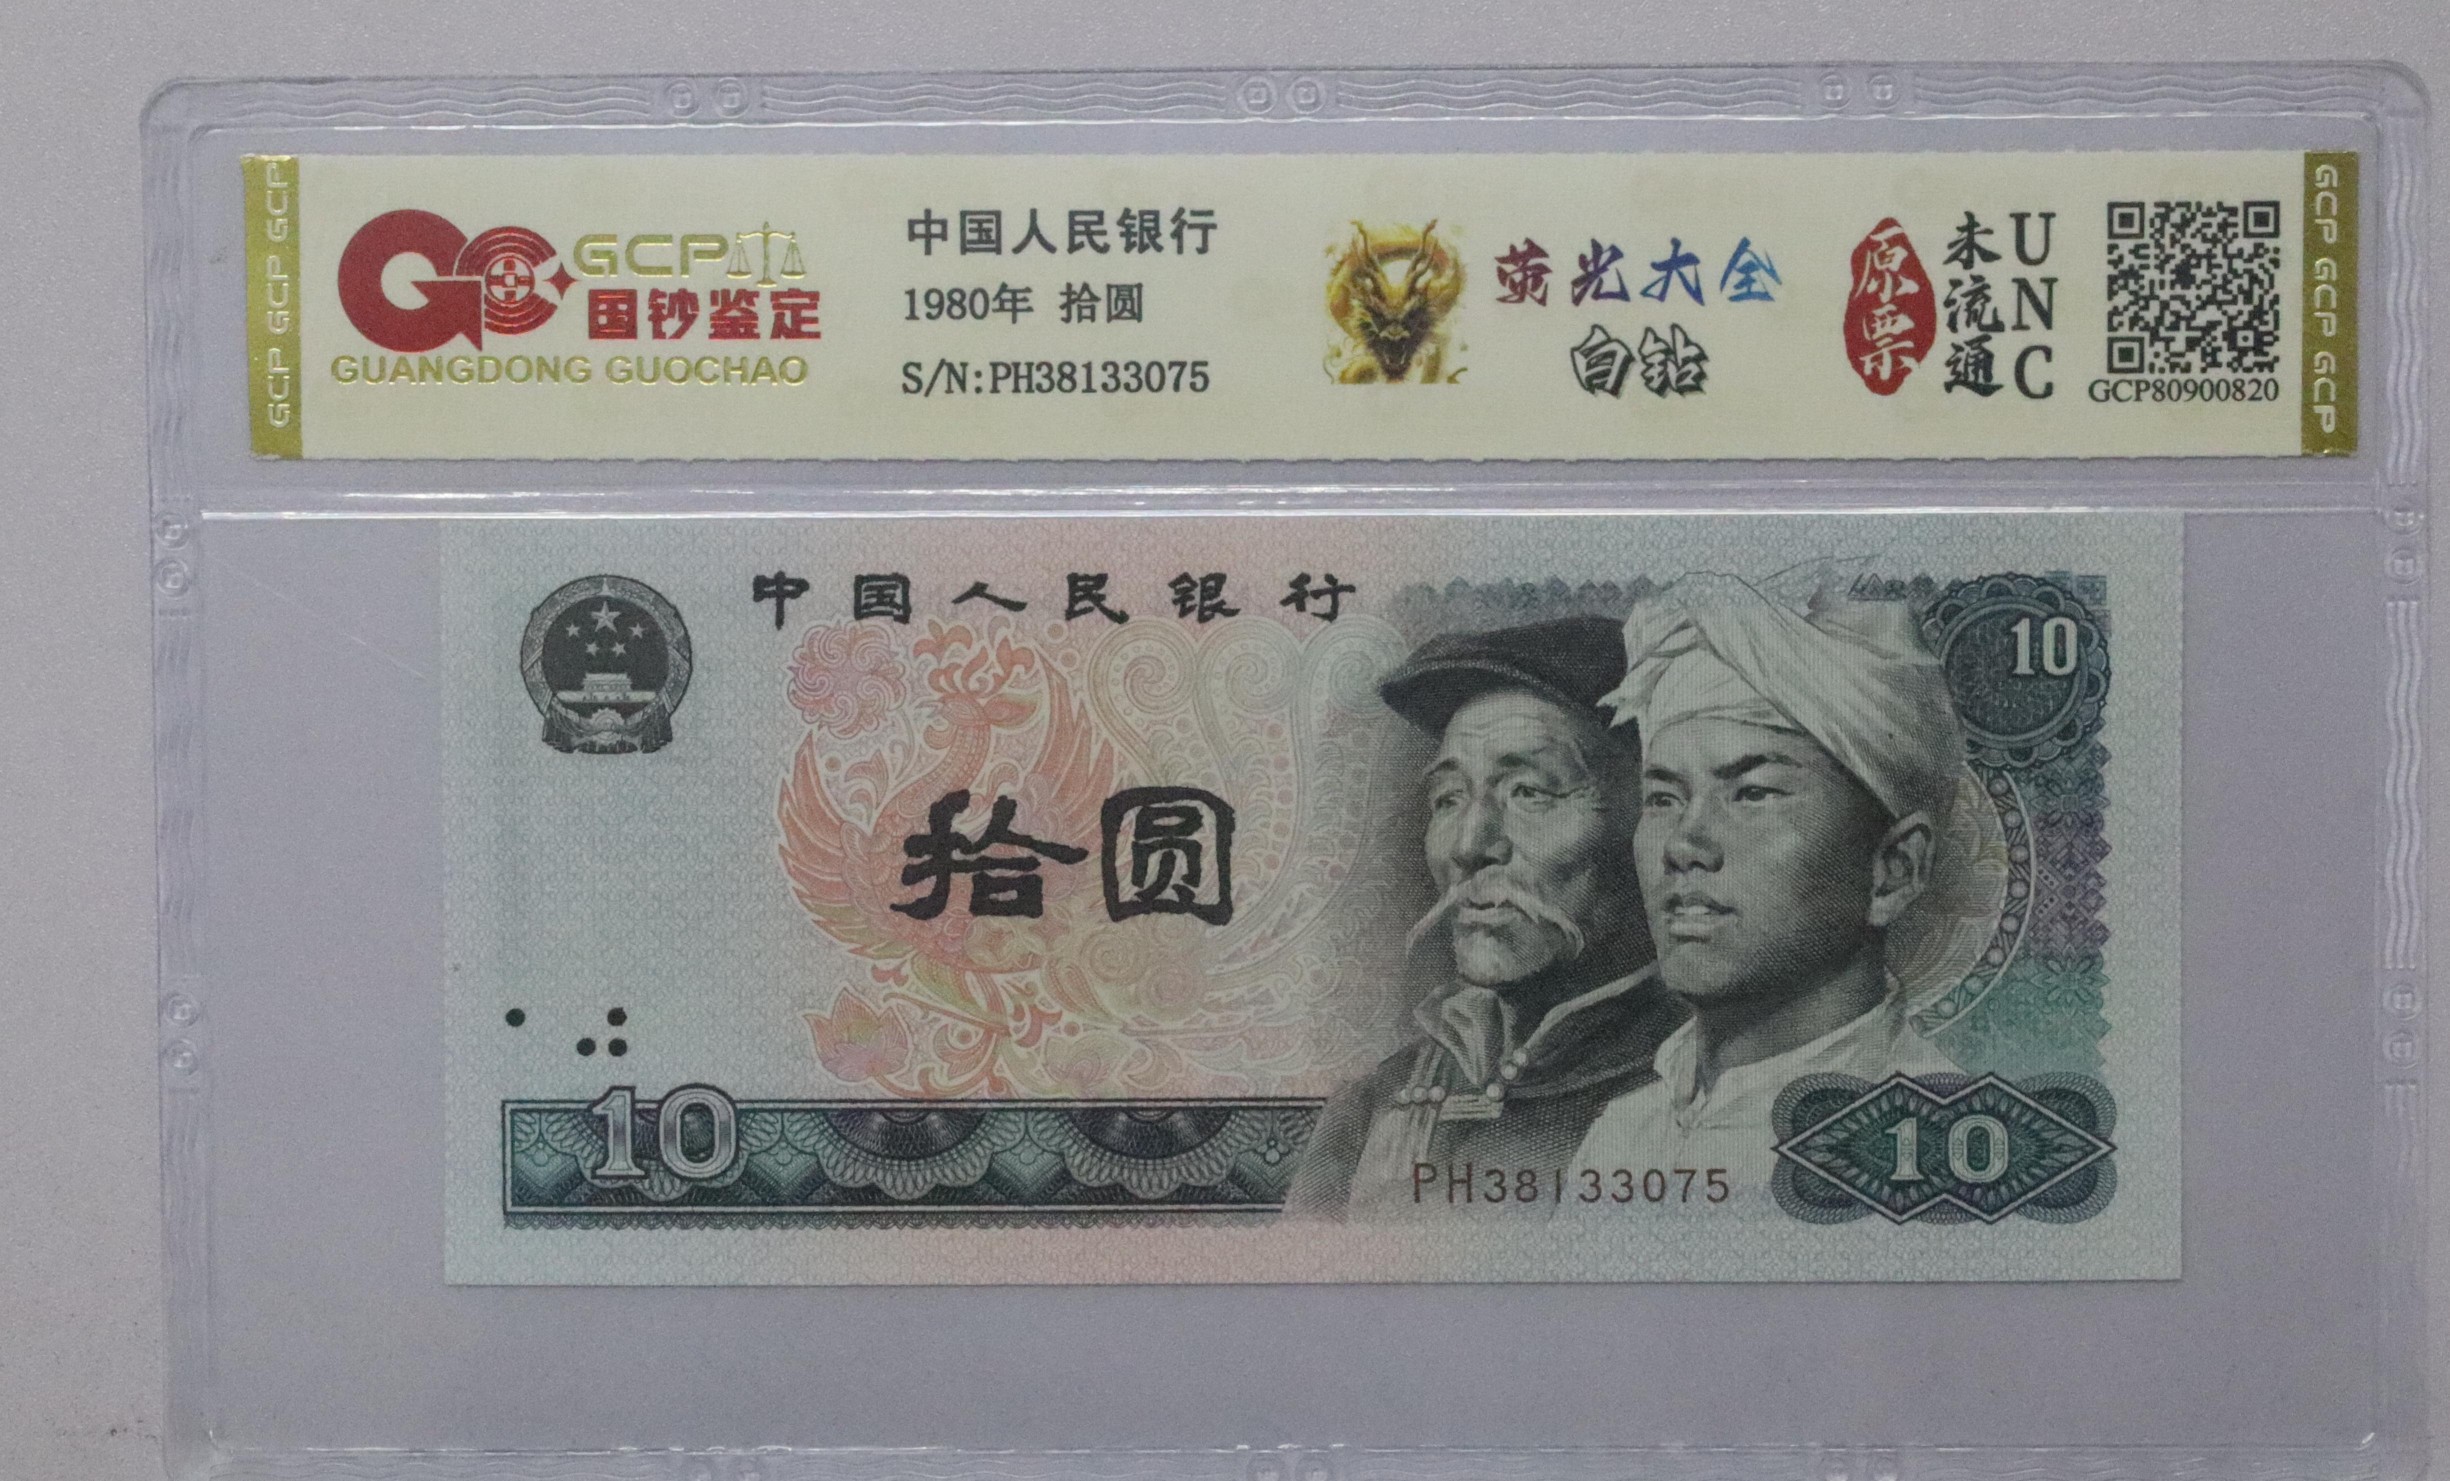 GCP GCP GCP
GCP
国钞鉴定
GUANGDONG GUOCHAO
中国人民银行
1980年 拾圆
S/N:PH38133075
荧光大全
白钻
原票
未流通
UNC
GCP80900820
GCP GCP GCP
中国人民银行
10
拾圆
10
PH38133075
10